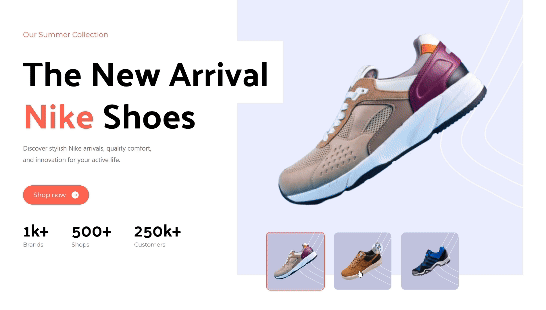 Our Summer Collection
The New Arrival
Nike Shoes
Discover stylish Nike arrivals, quality comfort,
and innovation for your active life.
Shop now
1k+ 500+ 250k+
Brands Shops Customers